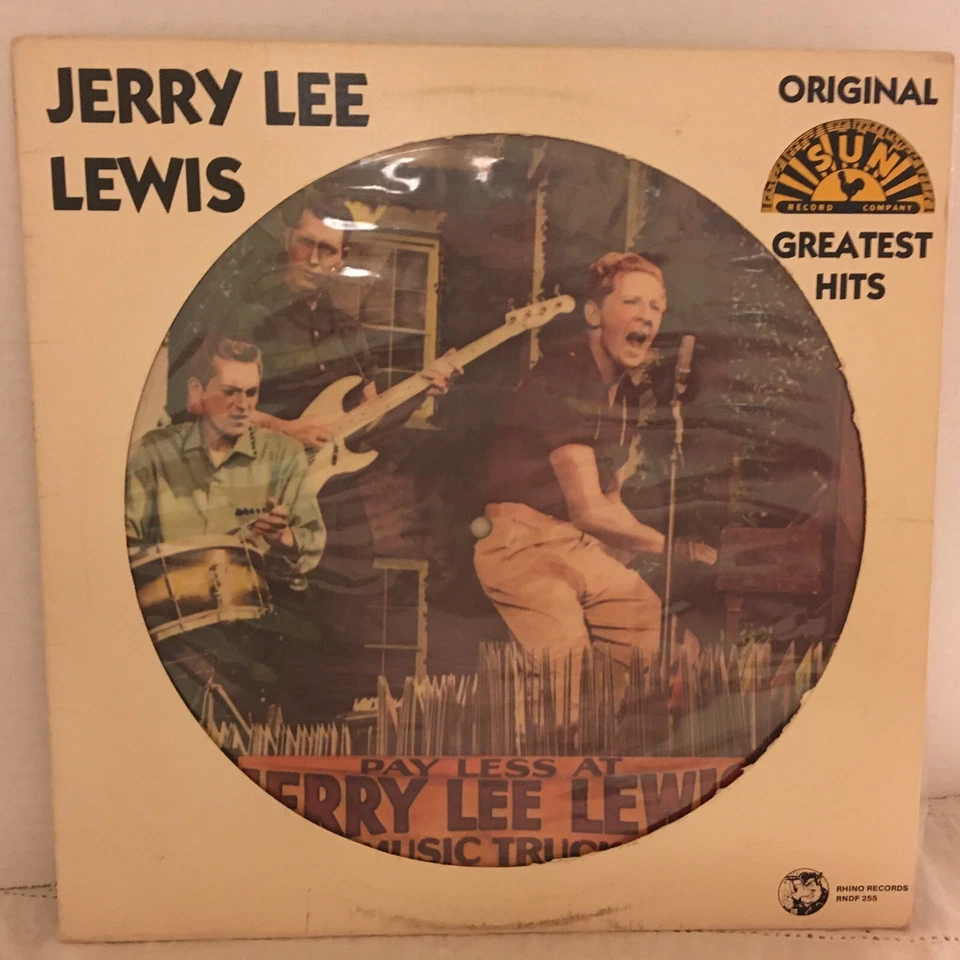 JERRY LEE
LEWIS
ORIGINAL
SUN
RECORD COMPANY
GREATEST
HITS
PAY LESS AT
JERRY LEE LEWIS
MUSIC TRUCK
RHINO RECORDS
RNDF 255